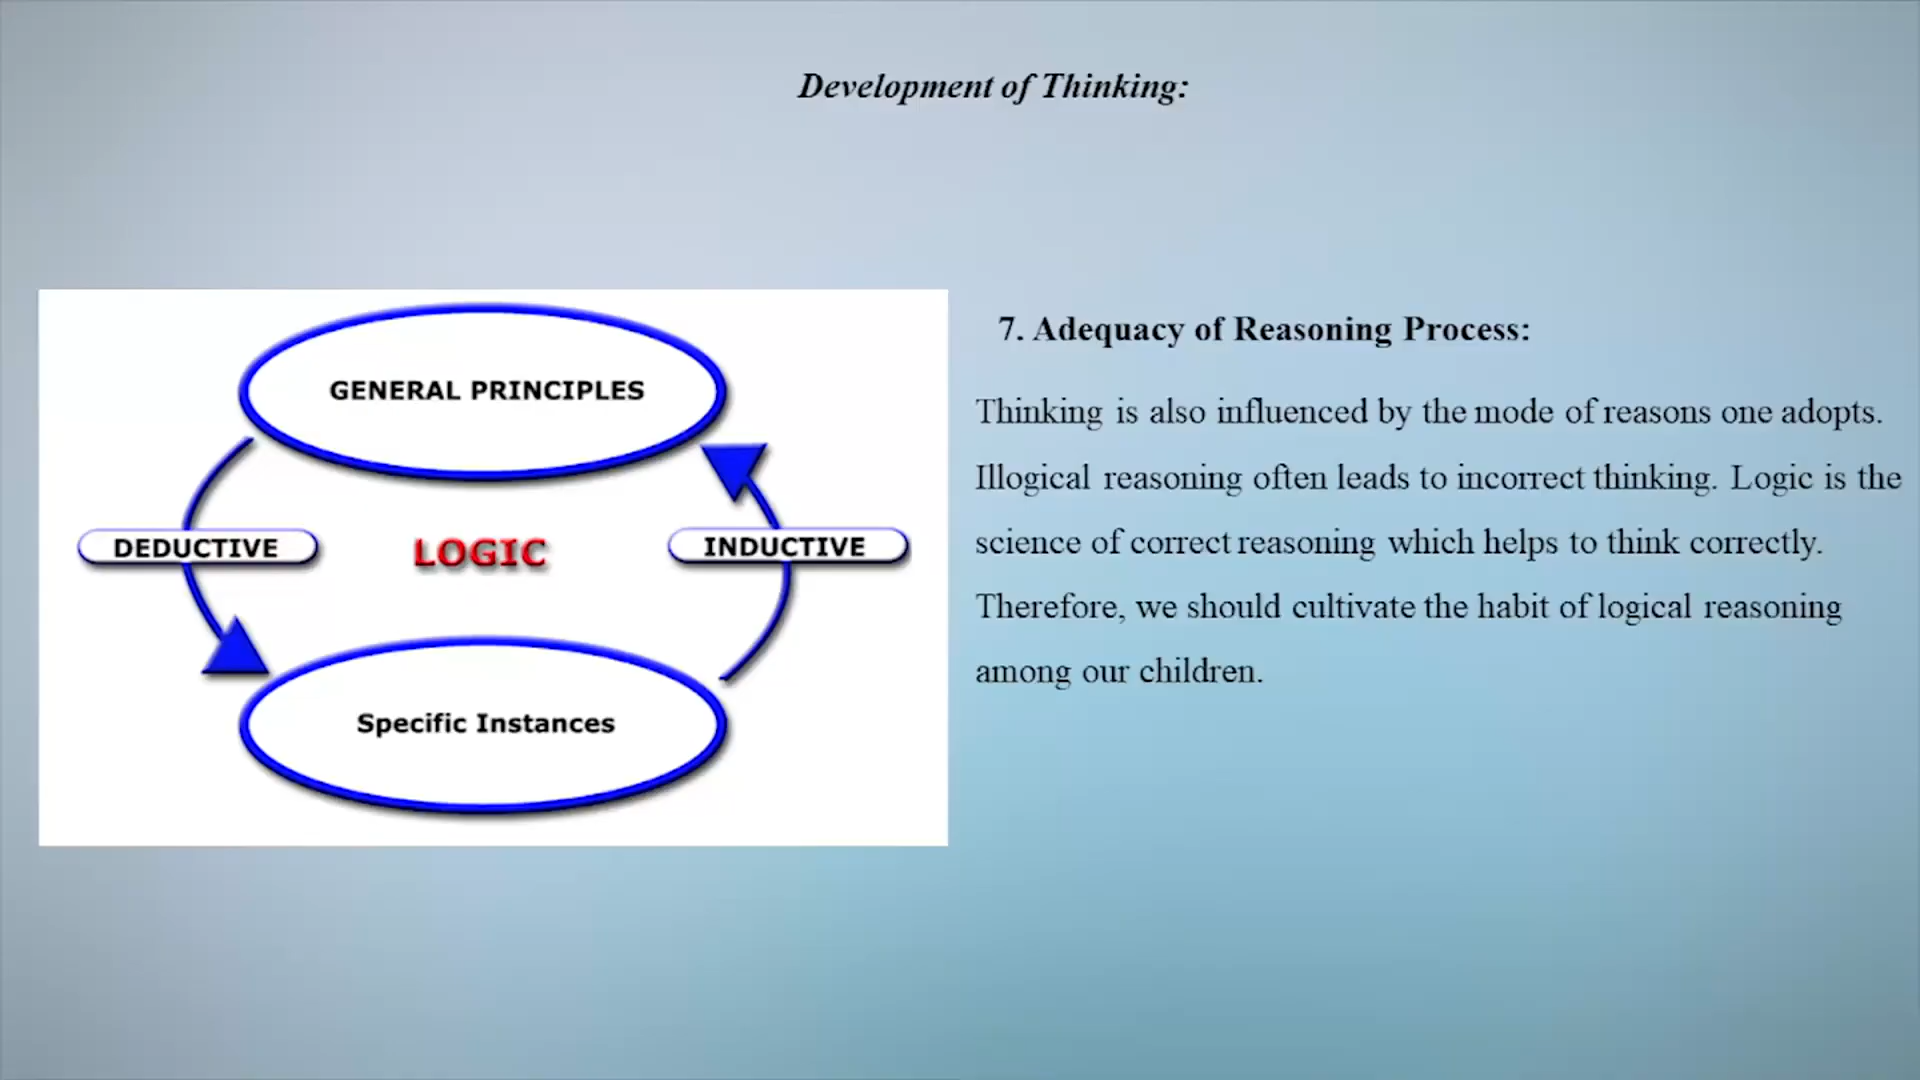 Development of Thinking:
GENERAL PRINCIPLES
DEDUCTIVE
LOGIC
INDUCTIVE
Specific Instances
7. Adequacy of Reasoning Process:
Thinking is also influenced by the mode of reasons one adopts.
Illogical reasoning often leads to incorrect thinking. Logic is the
science of correct reasoning which helps to think correctly.
Therefore, we should cultivate the habit of logical reasoning
among our children.